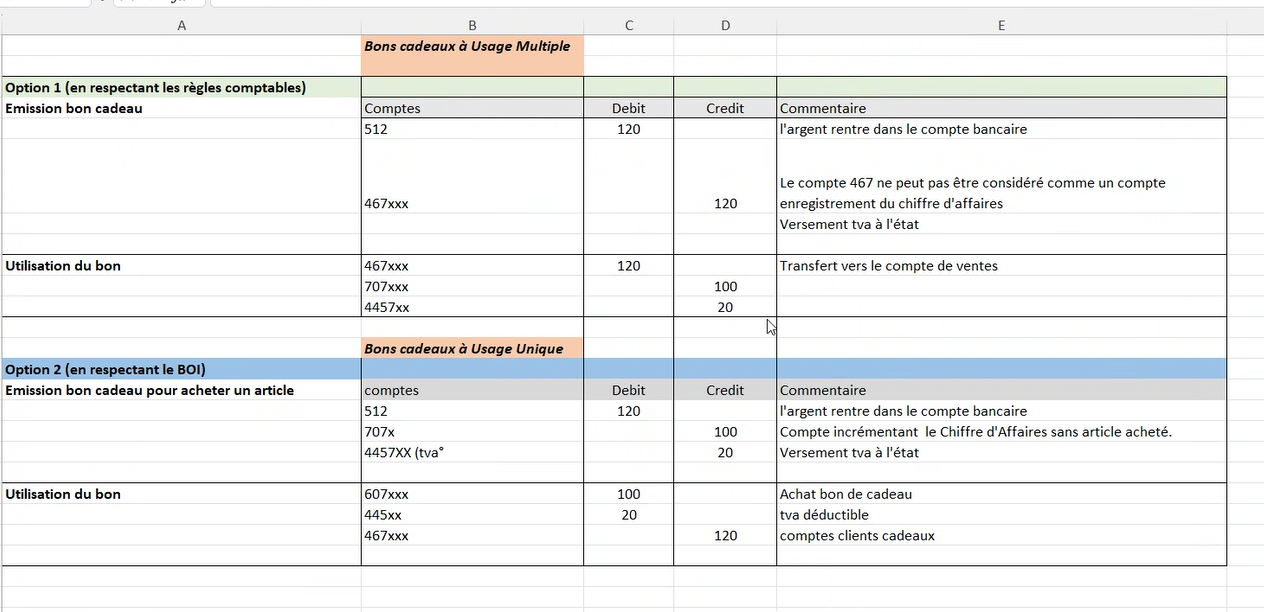 A B C D E
Bons cadeaux à Usage Multiple
Option 1 (en respectant les règles comptables)
Emission bon cadeau Comptes Debit Credit Commentaire
512 120 l'argent rentre dans le compte bancaire
Le compte 467 ne peut pas être considéré comme un compte
467xxx 120 enregistrement du chiffre d'affaires
Versement tva à l'état
Utilisation du bon 467xxx 120 Transfert vers le compte de ventes
707xxx 100
4457xx 20
Bons cadeaux à Usage Unique
Option 2 (en respectant le BOI)
Emission bon cadeau pour acheter un article comptes Debit Credit Commentaire
512 120 l'argent rentre dans le compte bancaire
707x 100 Compte incrémentant  le Chiffre d'Affaires sans article acheté.
4457XX (tva° 20 Versement tva à l'état
Utilisation du bon 607xxx 100 Achat bon de cadeau
445xx 20 tva déductible
467xxx 120 comptes clients cadeaux